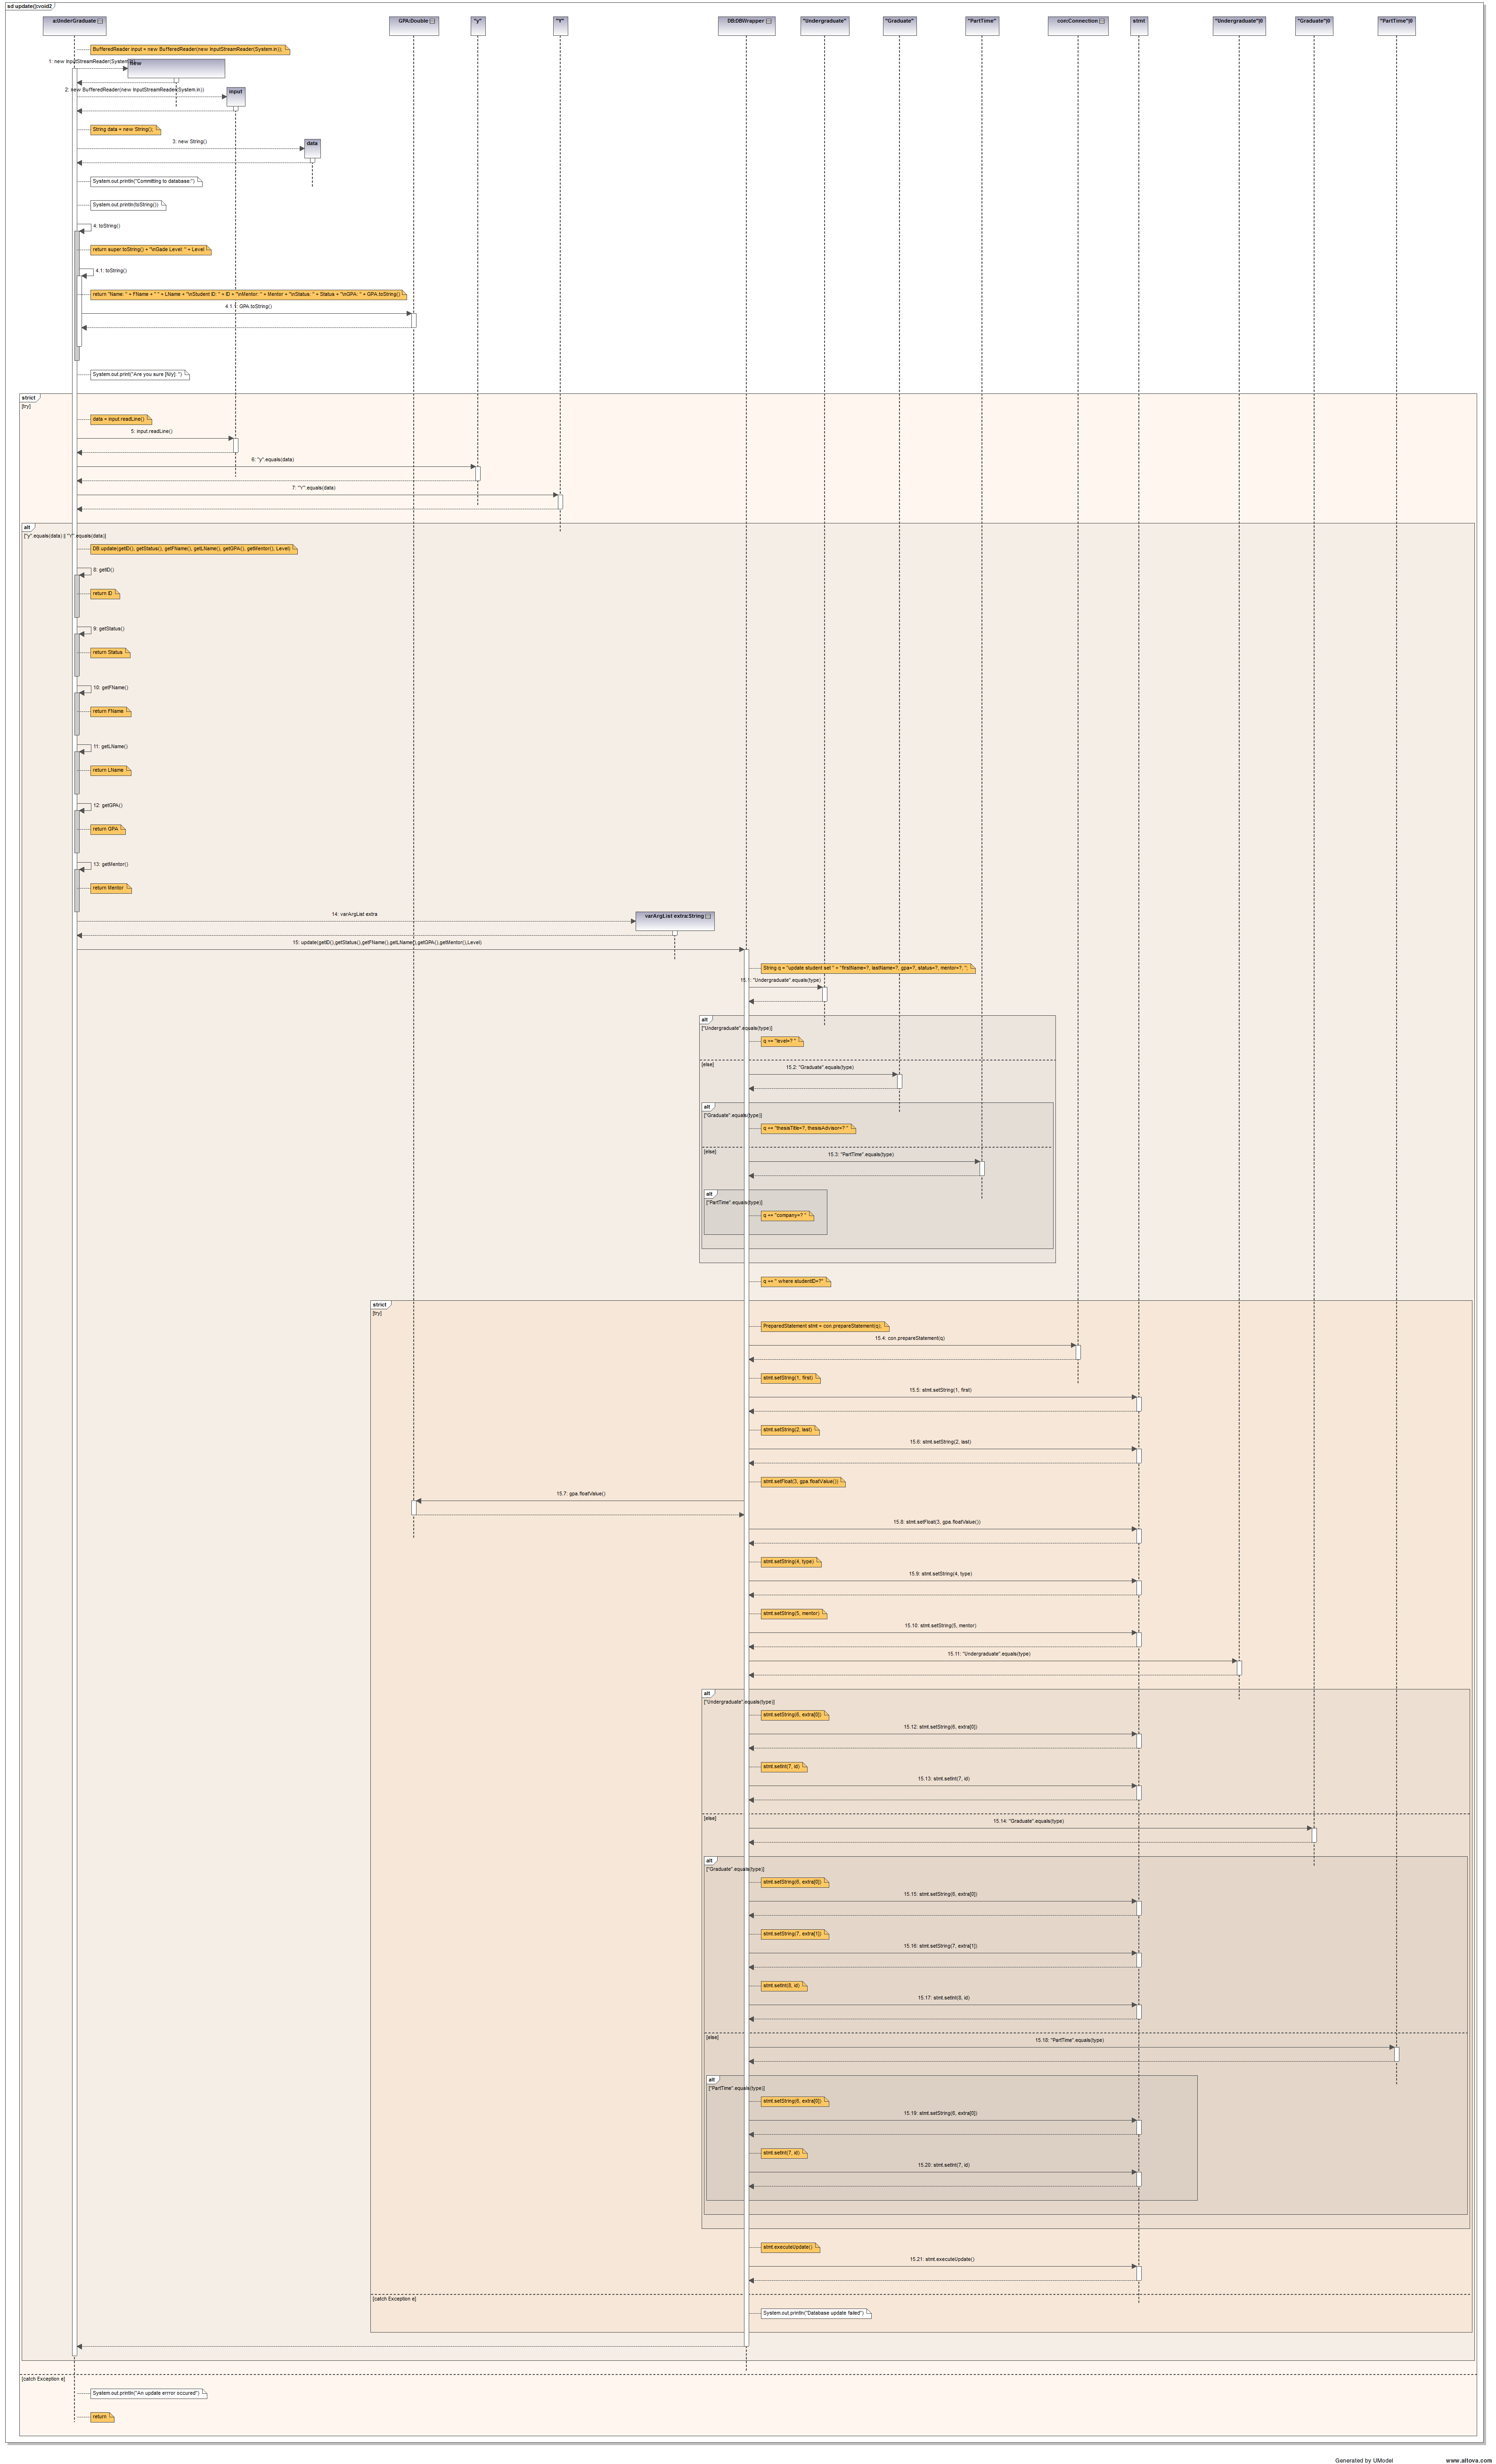 sd update():void2
a:UnderGraduate
GPA:Double
"y"
"Y"
DB:DBWrapper
"Undergraduate"
"Graduate"
"PartTime"
con:Connection
stmt
"Undergraduate"|0
"Graduate"|0
"PartTime"|0
BufferedReader input = new BufferedReader(new InputStreamReader(System.in));
1: new InputStreamReader(System.in)
new
2: new BufferedReader(new InputStreamReader(System.in))
input
String data = new String();
3: new String()
data
System.out.println("Committing to database:")
System.out.println(toString())
4: toString()
return super.toString() + "\nGade Level: " + Level
4.1: toString()
return "Name: " + FName + " " + LName + "\nStudent ID: " + ID + "\nMentor: " + Mentor + "\nStatus: " + Status + "\nGPA: " + GPA.toString()
4.1.1: GPA.toString()
System.out.print("Are you sure [N/y]: ")
strict
[try]
data = input.readLine()
5: input.readLine()
6: "y".equals(data)
7: "Y".equals(data)
alt
["y".equals(data) || "Y".equals(data)]
DB.update(getID(), getStatus(), getFName(), getLName(), getGPA(), getMentor(), Level)
8: getID()
return ID
9: getStatus()
return Status
10: getFName()
return FName
11: getLName()
return LName
12: getGPA()
return GPA
13: getMentor()
return Mentor
14: varArgList extra
varArgList extra:String
15: update(getID(),getStatus(),getFName(),getLName(),getGPA(),getMentor(),Level)
String q = "update student set " + "firstName=?, lastName=?, gpa=?, status=?, mentor=?, ";
15.1: "Undergraduate".equals(type)
alt
["Undergraduate".equals(type)]
q += "level=? "
[else]
15.2: "Graduate".equals(type)
alt
["Graduate".equals(type)]
q += "thesisTitle=?, thesisAdvisor=? "
[else]
15.3: "PartTime".equals(type)
alt
["PartTime".equals(type)]
q += "company=? "
q += " where studentID=?"
strict
[try]
PreparedStatement stmt = con.prepareStatement(q);
15.4: con.prepareStatement(q)
stmt.setString(1, first)
15.5: stmt.setString(1, first)
stmt.setString(2, last)
15.6: stmt.setString(2, last)
stmt.setFloat(3, gpa.floatValue())
15.7: gpa.floatValue()
15.8: stmt.setFloat(3, gpa.floatValue())
stmt.setString(4, type)
15.9: stmt.setString(4, type)
stmt.setString(5, mentor)
15.10: stmt.setString(5, mentor)
15.11: "Undergraduate".equals(type)
alt
["Undergraduate".equals(type)]
stmt.setString(6, extra[0])
15.12: stmt.setString(6, extra[0])
stmt.setInt(7, id)
15.13: stmt.setInt(7, id)
[else]
15.14: "Graduate".equals(type)
alt
["Graduate".equals(type)]
stmt.setString(6, extra[0])
15.15: stmt.setString(6, extra[0])
stmt.setString(7, extra[1])
15.16: stmt.setString(7, extra[1])
stmt.setInt(8, id)
15.17: stmt.setInt(8, id)
[else]
15.18: "PartTime".equals(type)
alt
["PartTime".equals(type)]
stmt.setString(6, extra[0])
15.19: stmt.setString(6, extra[0])
stmt.setInt(7, id)
15.20: stmt.setInt(7, id)
stmt.executeUpdate()
15.21: stmt.executeUpdate()
[catch Exception e]
System.out.println("Database update failed")
[catch Exception e]
System.out.println("An update errror occured")
return
Generated by UModel
www.altova.com